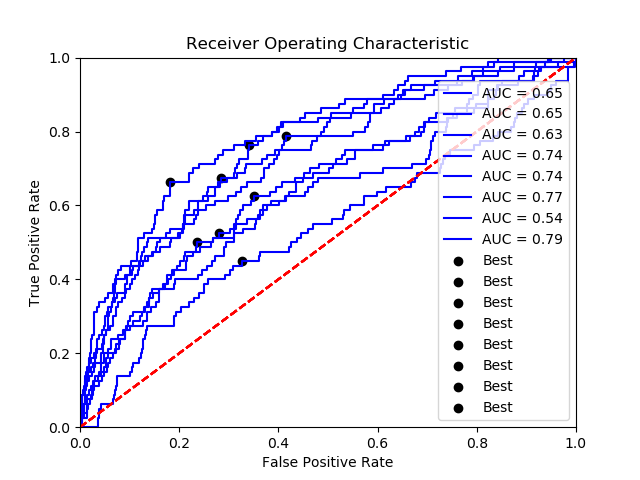 Receiver Operating Characteristic
True Positive Rate
1.0
0.8
0.6
0.4
0.2
0.0
AUC = 0.65
AUC = 0.65
AUC = 0.63
AUC = 0.74
AUC = 0.74
AUC = 0.77
AUC = 0.54
AUC = 0.79
Best
Best
Best
Best
Best
Best
Best
Best
0.0 0.2 0.4 0.6 0.8 1.0
False Positive Rate